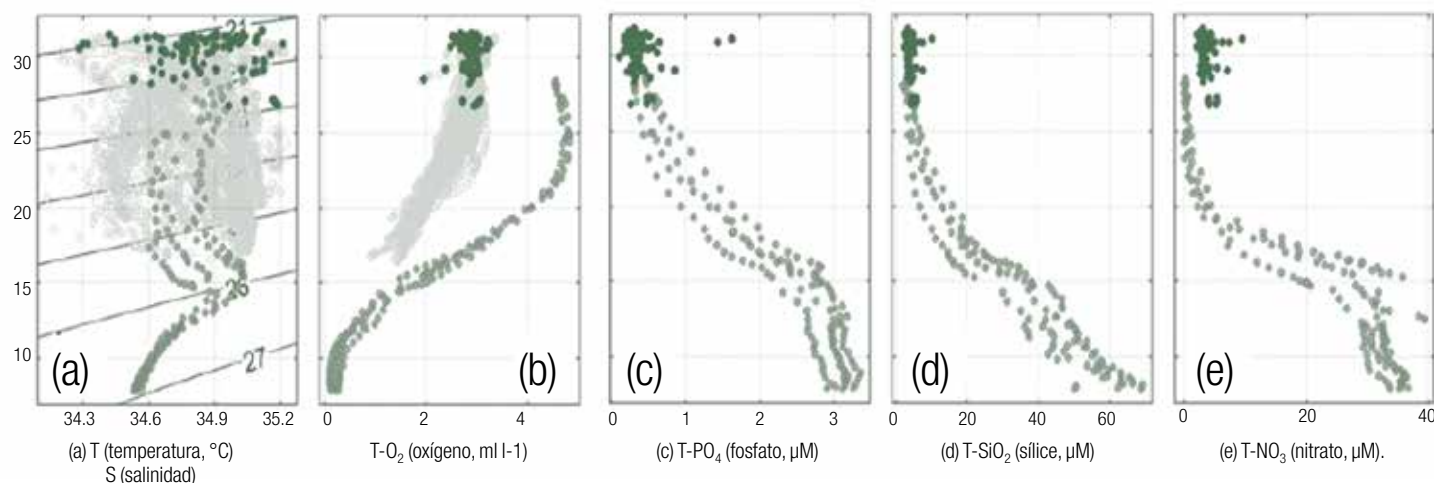 30
25
20
15
10
21
26
27
(a)
(b)
(c)
(d)
(e)
34.3 34.6 34.9 35.2
0 2 4
0 1 2 3
0 20 40 60
0 20 40
(a) T (temperatura, °C)
S (salinidad)
T-O₂ (oxígeno, ml l-1)
(c) T-PO₄ (fosfato, µM)
(d) T-SiO₂ (sílice, µM)
(e) T-NO₃ (nitrato, µM).